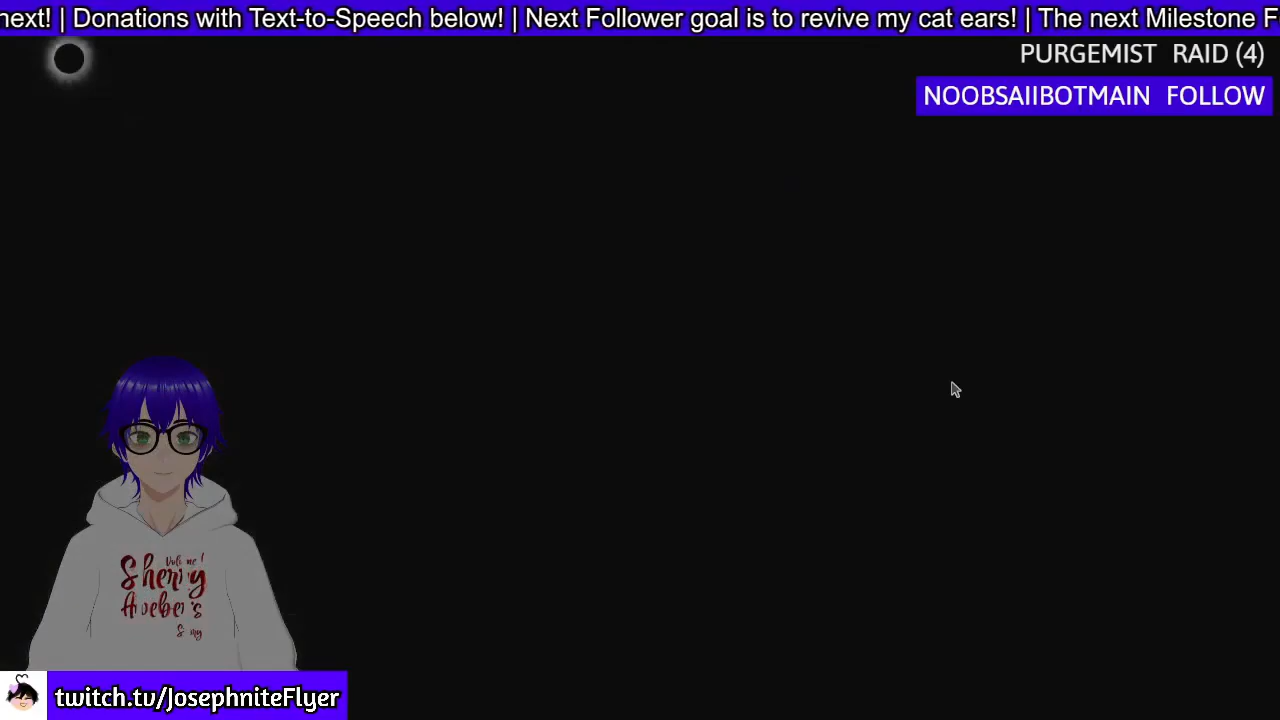 next! | Donations with Text-to-Speech below! | Next Follower goal is to revive my cat ears! | The next Milestone F
PURGEMIST RAID (4)
NOOBSAIIBOTMAIN FOLLOW
Sherry
twitch.tv/JosephniteFlyer